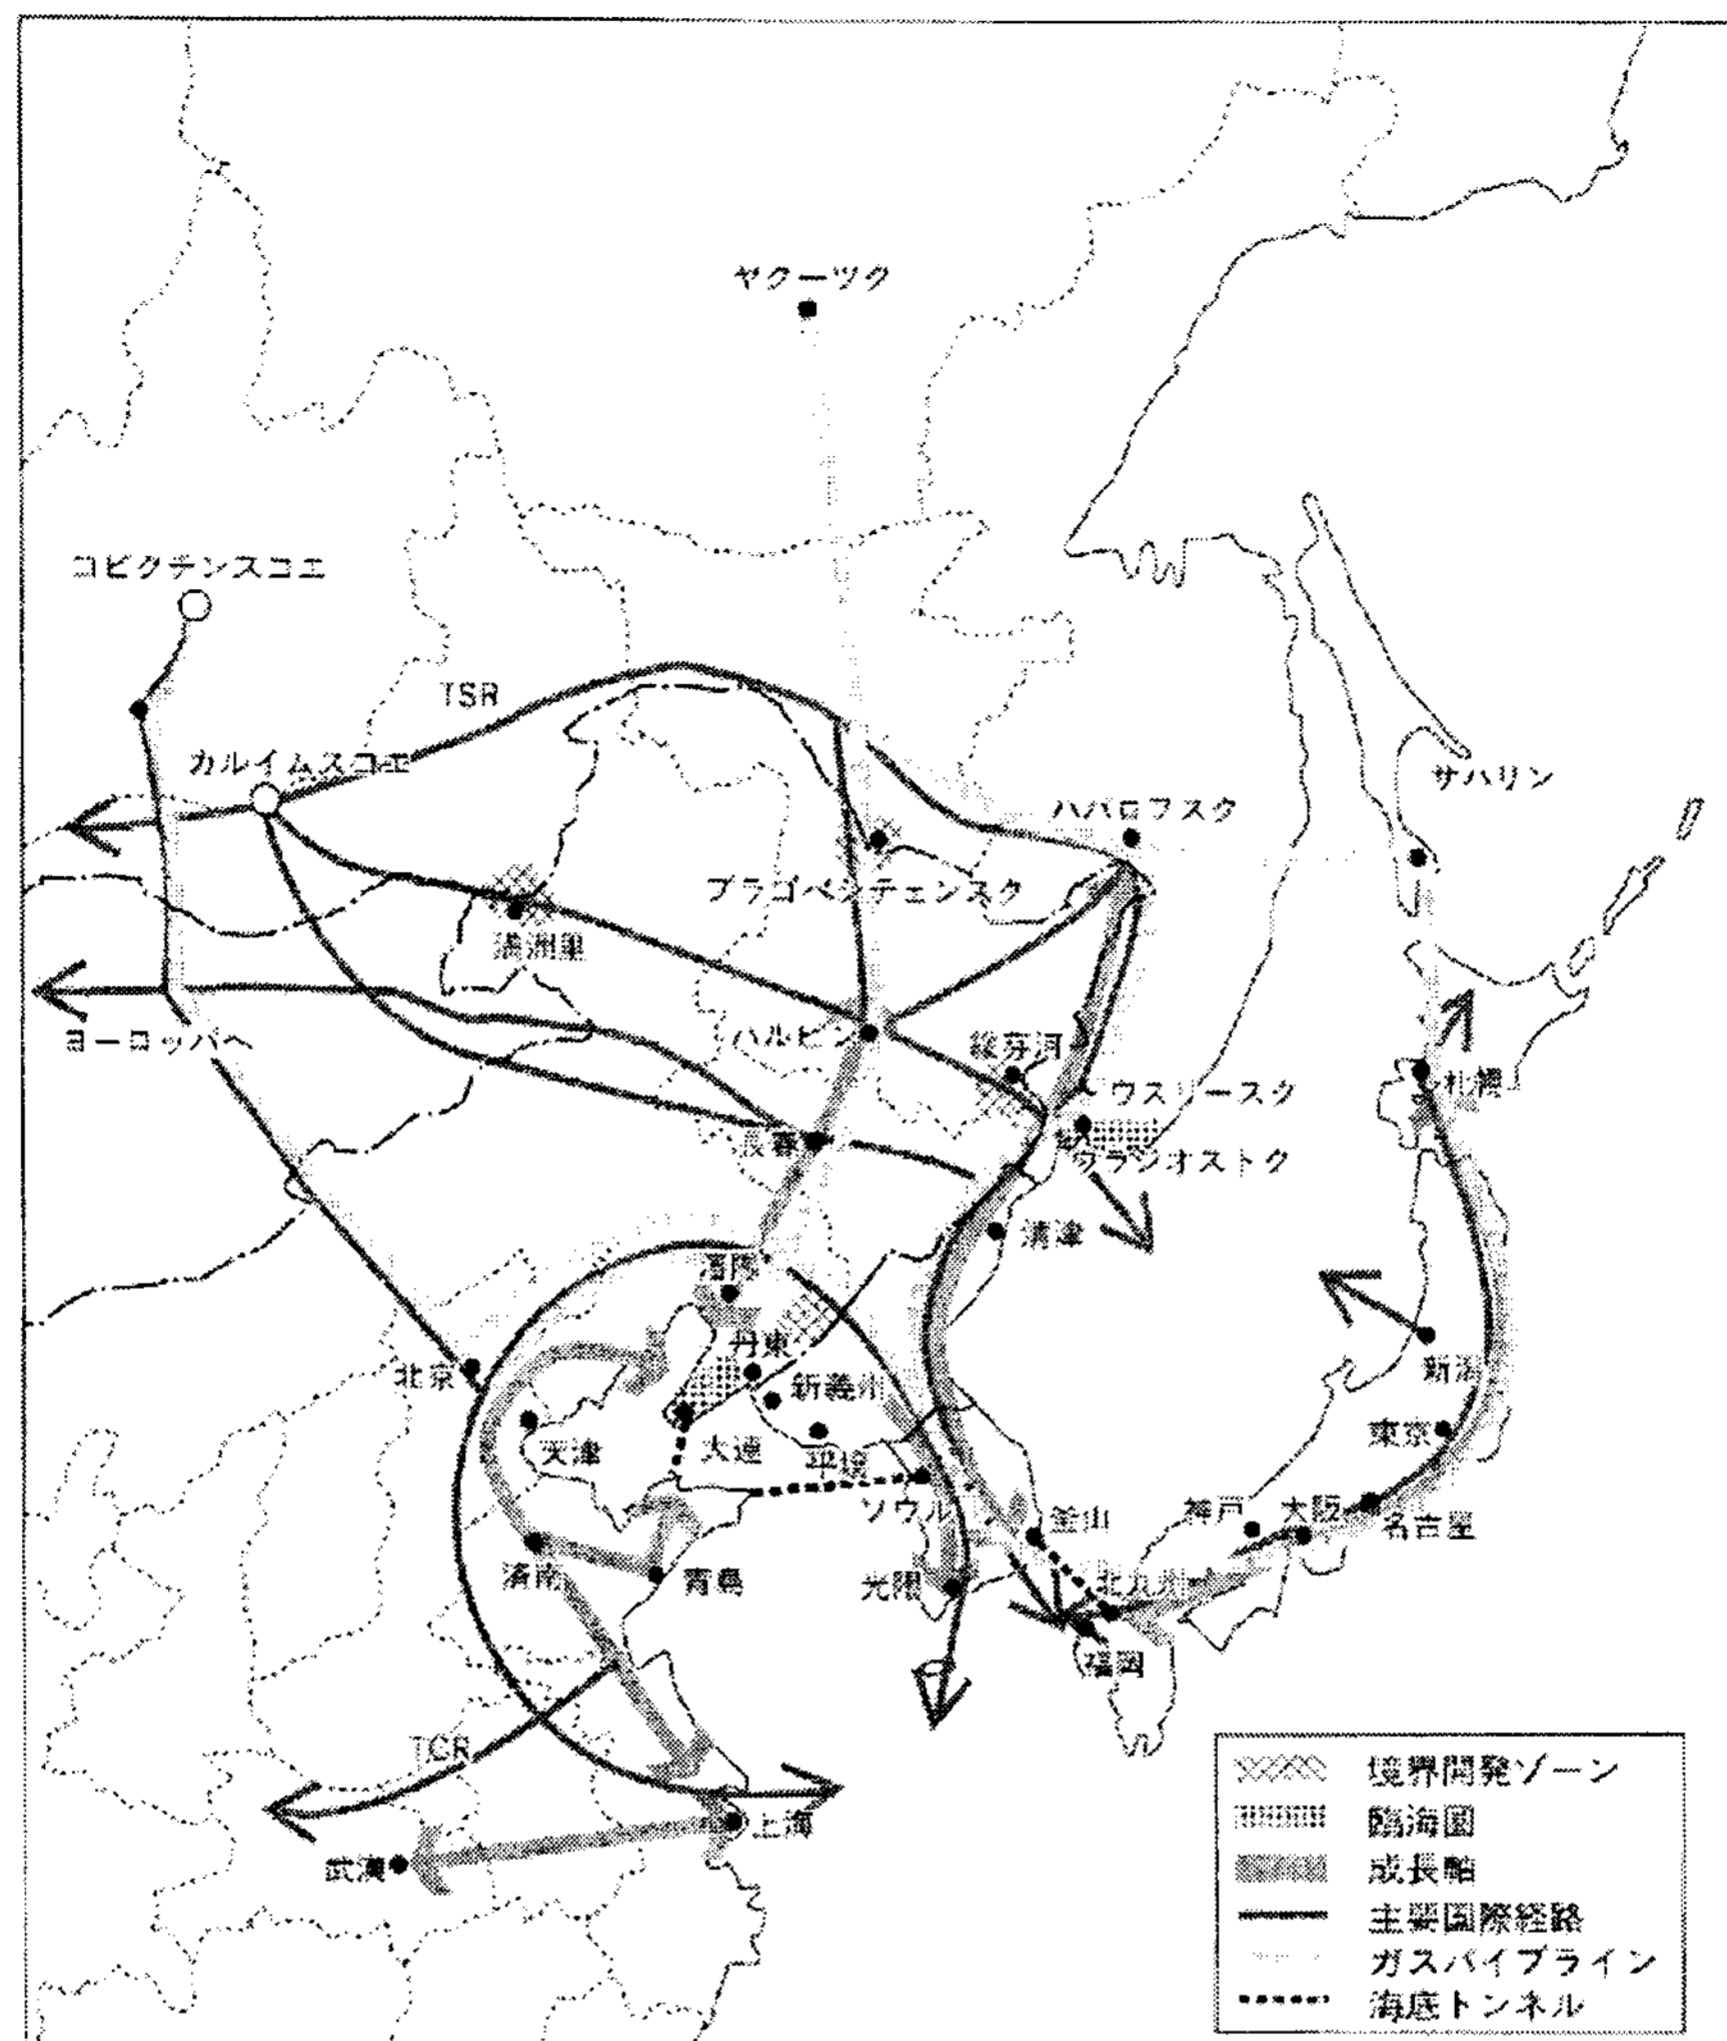 ヤクーツク
コビクテンスコエ
TSR
カルイムスコエ
サハリン
ハバロフスク
ブラゴベシチェンスク
満洲里
ヨーロッパへ
ハルビン
綏芬河
札幌
ウスリースク
長春
ウラジオストク
清津
瀋陽
丹東
新潟
北京
新義州
東京
天津
大連
平壌
ソウル
釜山
神戸
大阪
名古屋
済南
青島
光陽
北九州
福岡
TCR
上海
武漢
境界開発ゾーン
臨海圏
成長軸
主要国際経路
ガスパイプライン
海底トンネル